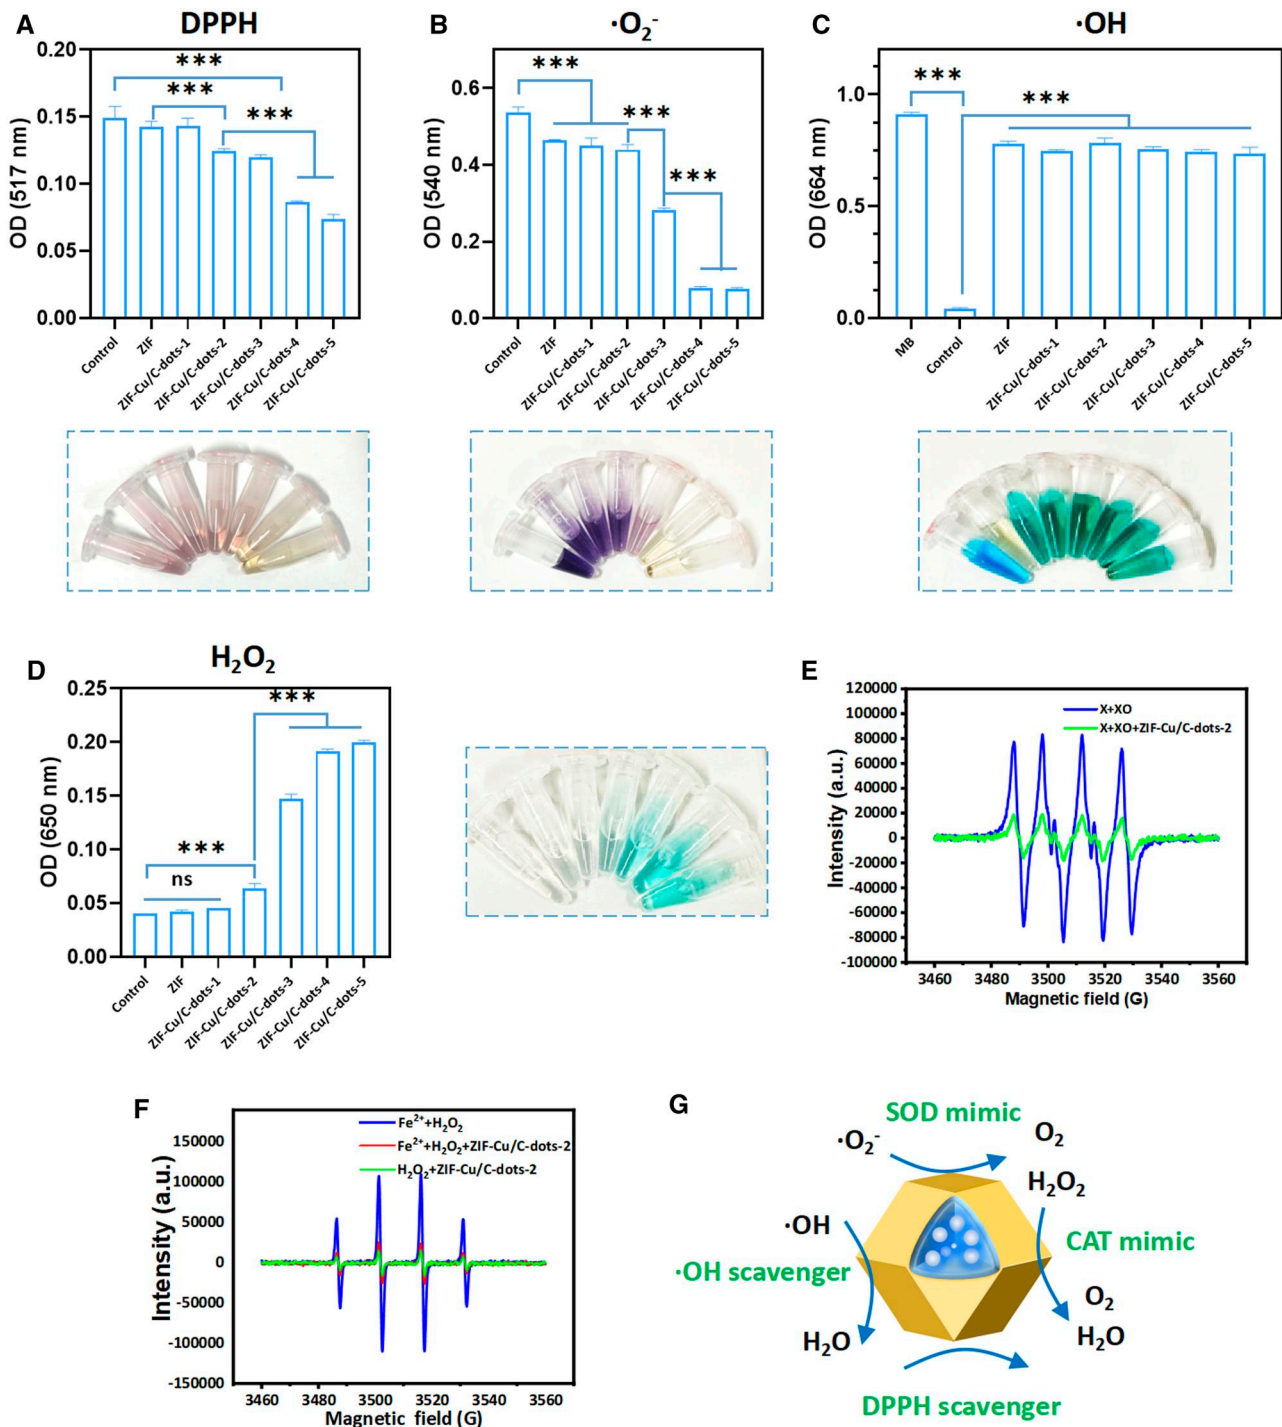 A
DPPH
OD (517 nm)
0.20
0.15
0.10
0.05
0.00
***
***
***
Control
ZIF
ZIF-Cu/C-dots-1
ZIF-Cu/C-dots-2
ZIF-Cu/C-dots-3
ZIF-Cu/C-dots-4
ZIF-Cu/C-dots-5
B
·O₂⁻
OD (540 nm)
0.6
0.4
0.2
0.0
***
***
***
Control
ZIF
ZIF-Cu/C-dots-1
ZIF-Cu/C-dots-2
ZIF-Cu/C-dots-3
ZIF-Cu/C-dots-4
ZIF-Cu/C-dots-5
C
·OH
OD (664 nm)
1.0
0.5
0.0
***
***
MB
Control
ZIF
ZIF-Cu/C-dots-1
ZIF-Cu/C-dots-2
ZIF-Cu/C-dots-3
ZIF-Cu/C-dots-4
ZIF-Cu/C-dots-5
D
H₂O₂
OD (650 nm)
0.25
0.20
0.15
0.10
0.05
0.00
***
***
ns
Control
ZIF
ZIF-Cu/C-dots-1
ZIF-Cu/C-dots-2
ZIF-Cu/C-dots-3
ZIF-Cu/C-dots-4
ZIF-Cu/C-dots-5
E
Intensity (a.u.)
120000
100000
80000
60000
40000
20000
0
-20000
-40000
-60000
-80000
-100000
X+XO
X+XO+ZIF-Cu/C-dots-2
3460 3480 3500 3520 3540 3560
Magnetic field (G)
F
Intensity (a.u.)
150000
100000
50000
0
-50000
-100000
-150000
Fe²⁺+H₂O₂
Fe²⁺+H₂O₂+ZIF-Cu/C-dots-2
H₂O₂+ZIF-Cu/C-dots-2
3460 3480 3500 3520 3540 3560
Magnetic field (G)
G
SOD mimic
·O₂⁻
O₂
H₂O₂
·OH
CAT mimic
·OH scavenger
O₂
H₂O
H₂O
DPPH scavenger